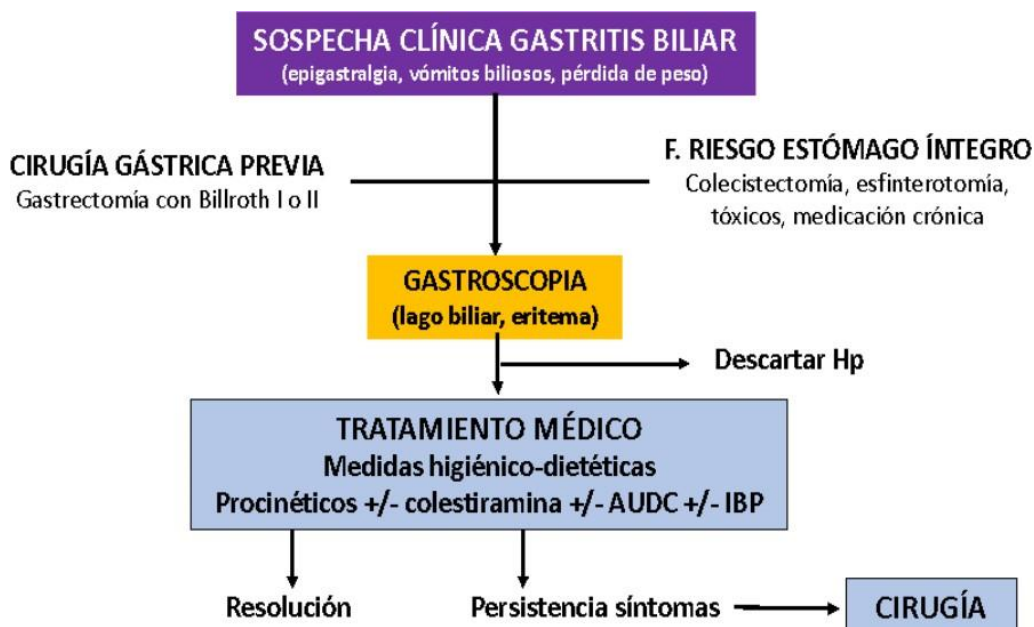 SOSPECHA CLÍNICA GASTRITIS BILIAR
(epigastralgia, vómitos biliosos, pérdida de peso)
CIRUGÍA GÁSTRICA PREVIA
Gastrectomía con Billroth I o II
F. RIESGO ESTÓMAGO ÍNTEGRO
Colecistectomía, esfinterotomía,
tóxicos, medicación crónica
GASTROSCOPIA
(lago biliar, eritema)
Descartar Hp
TRATAMIENTO MÉDICO
Medidas higiénico-dietéticas
Procinéticos +/- colestiramina +/- AUDC +/- IBP
Resolución
Persistencia síntomas
CIRUGÍA